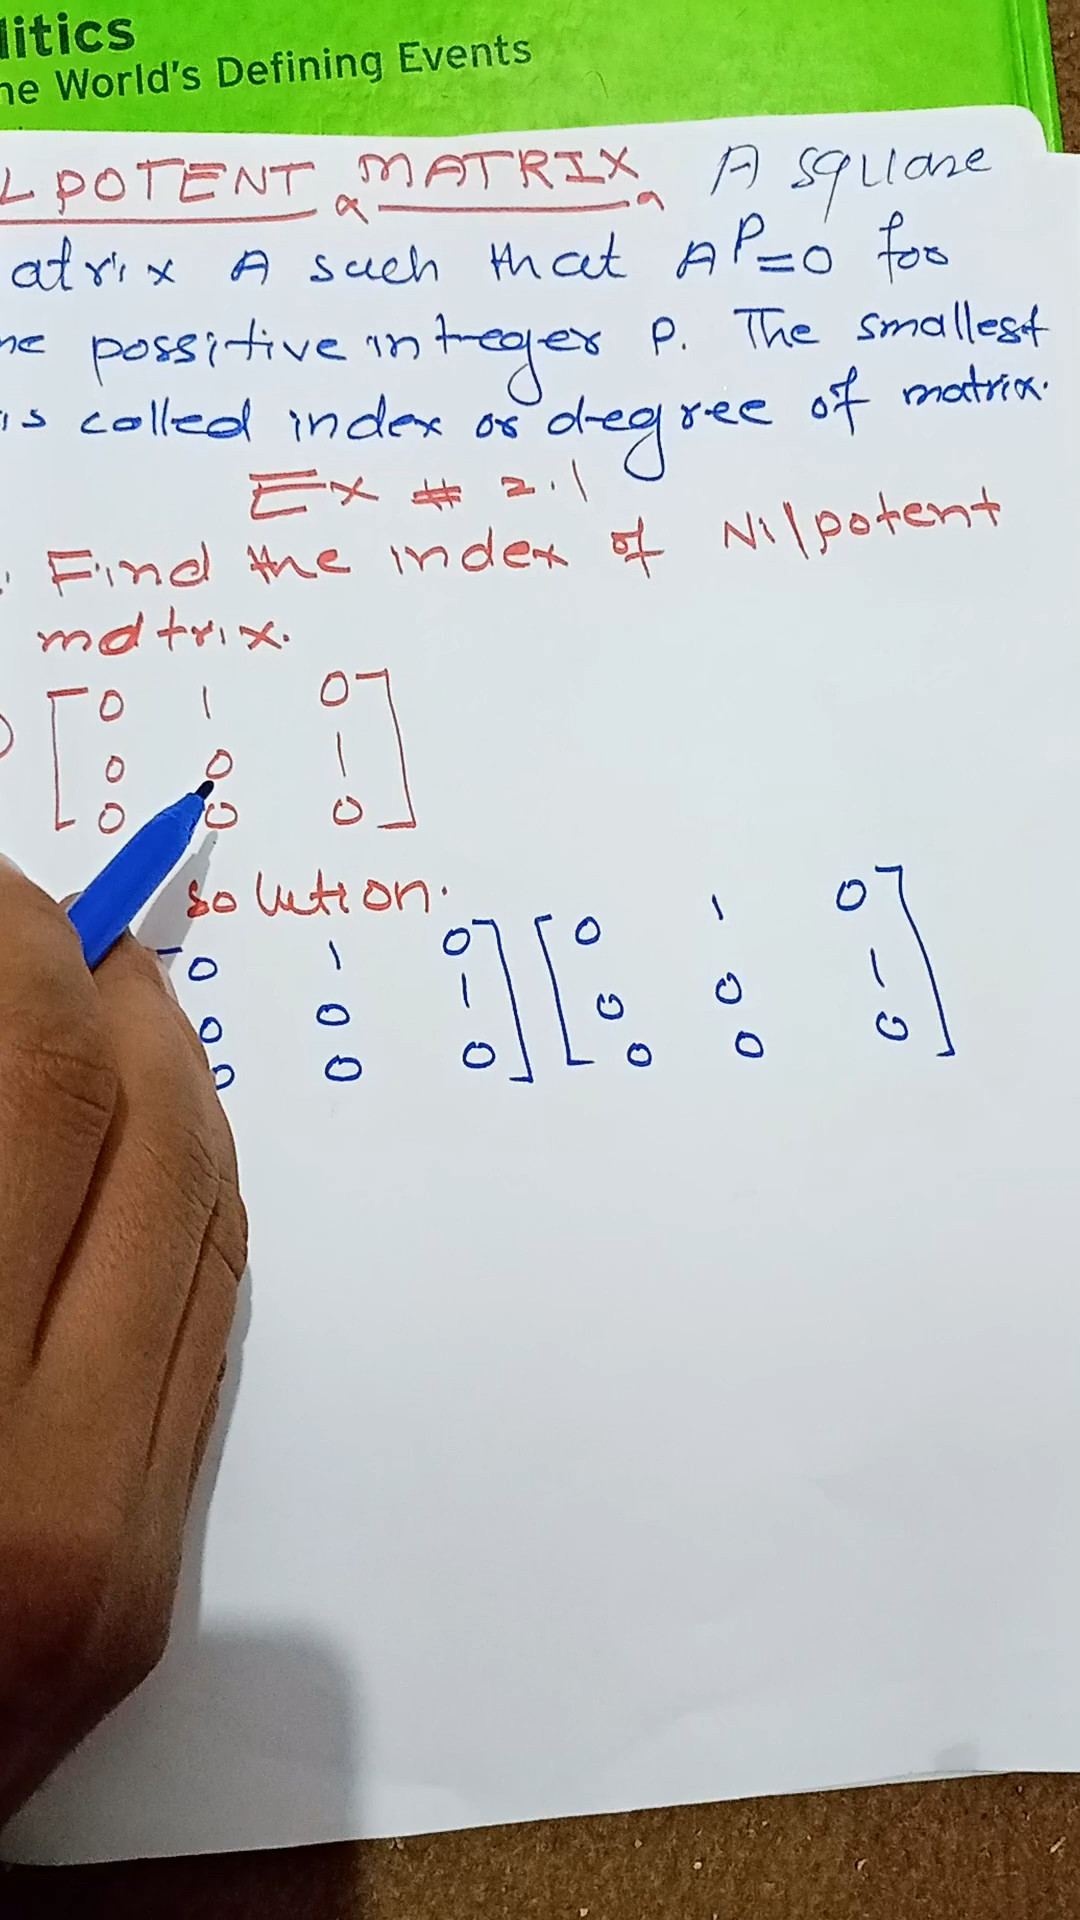 litics
he World's Defining Events
LPOTENT MATRIX A square
atrix A such that A^P=0 for
me possitive integer P. The smallest
is called index or degree of matrix.
Ex # 2.1
Find the index of Nilpotent
matrix.
0 1 0
0 0 1
0 0 0
solution.
0 1 0 0 1 0
0 0 1 0 0 1
0 0 0 0 0 0